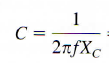 C = 1 / 2πfX_C =